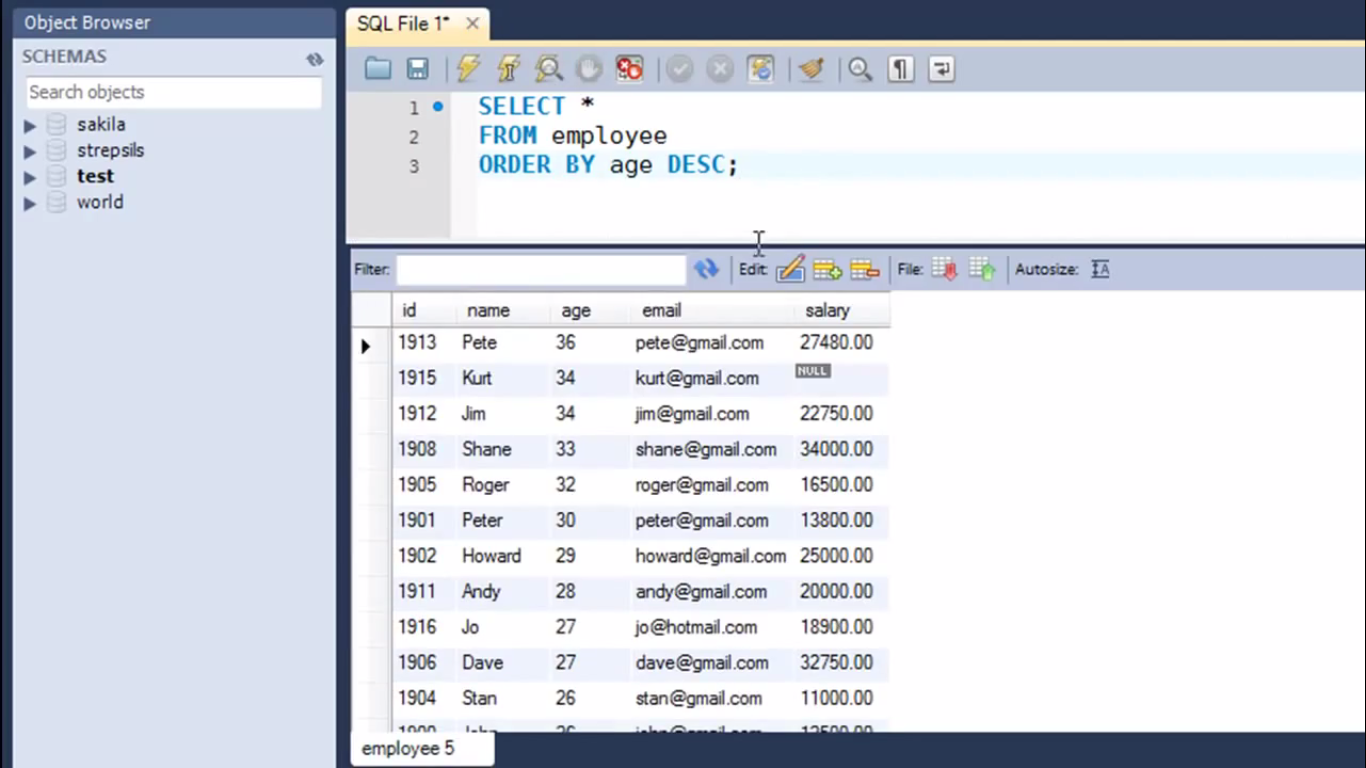 Object Browser
SCHEMAS
Search objects
sakila
strepsils
test
world
SQL File 1*
1 SELECT *
2 FROM employee
3 ORDER BY age DESC;
Filter: Edit: File: Autosize:
id name age email salary
1913 Pete 36 pete@gmail.com 27480.00
1915 Kurt 34 kurt@gmail.com NULL
1912 Jim 34 jim@gmail.com 22750.00
1908 Shane 33 shane@gmail.com 34000.00
1905 Roger 32 roger@gmail.com 16500.00
1901 Peter 30 peter@gmail.com 13800.00
1902 Howard 29 howard@gmail.com 25000.00
1911 Andy 28 andy@gmail.com 20000.00
1916 Jo 27 jo@hotmail.com 18900.00
1906 Dave 27 dave@gmail.com 32750.00
1904 Stan 26 stan@gmail.com 11000.00
employee 5